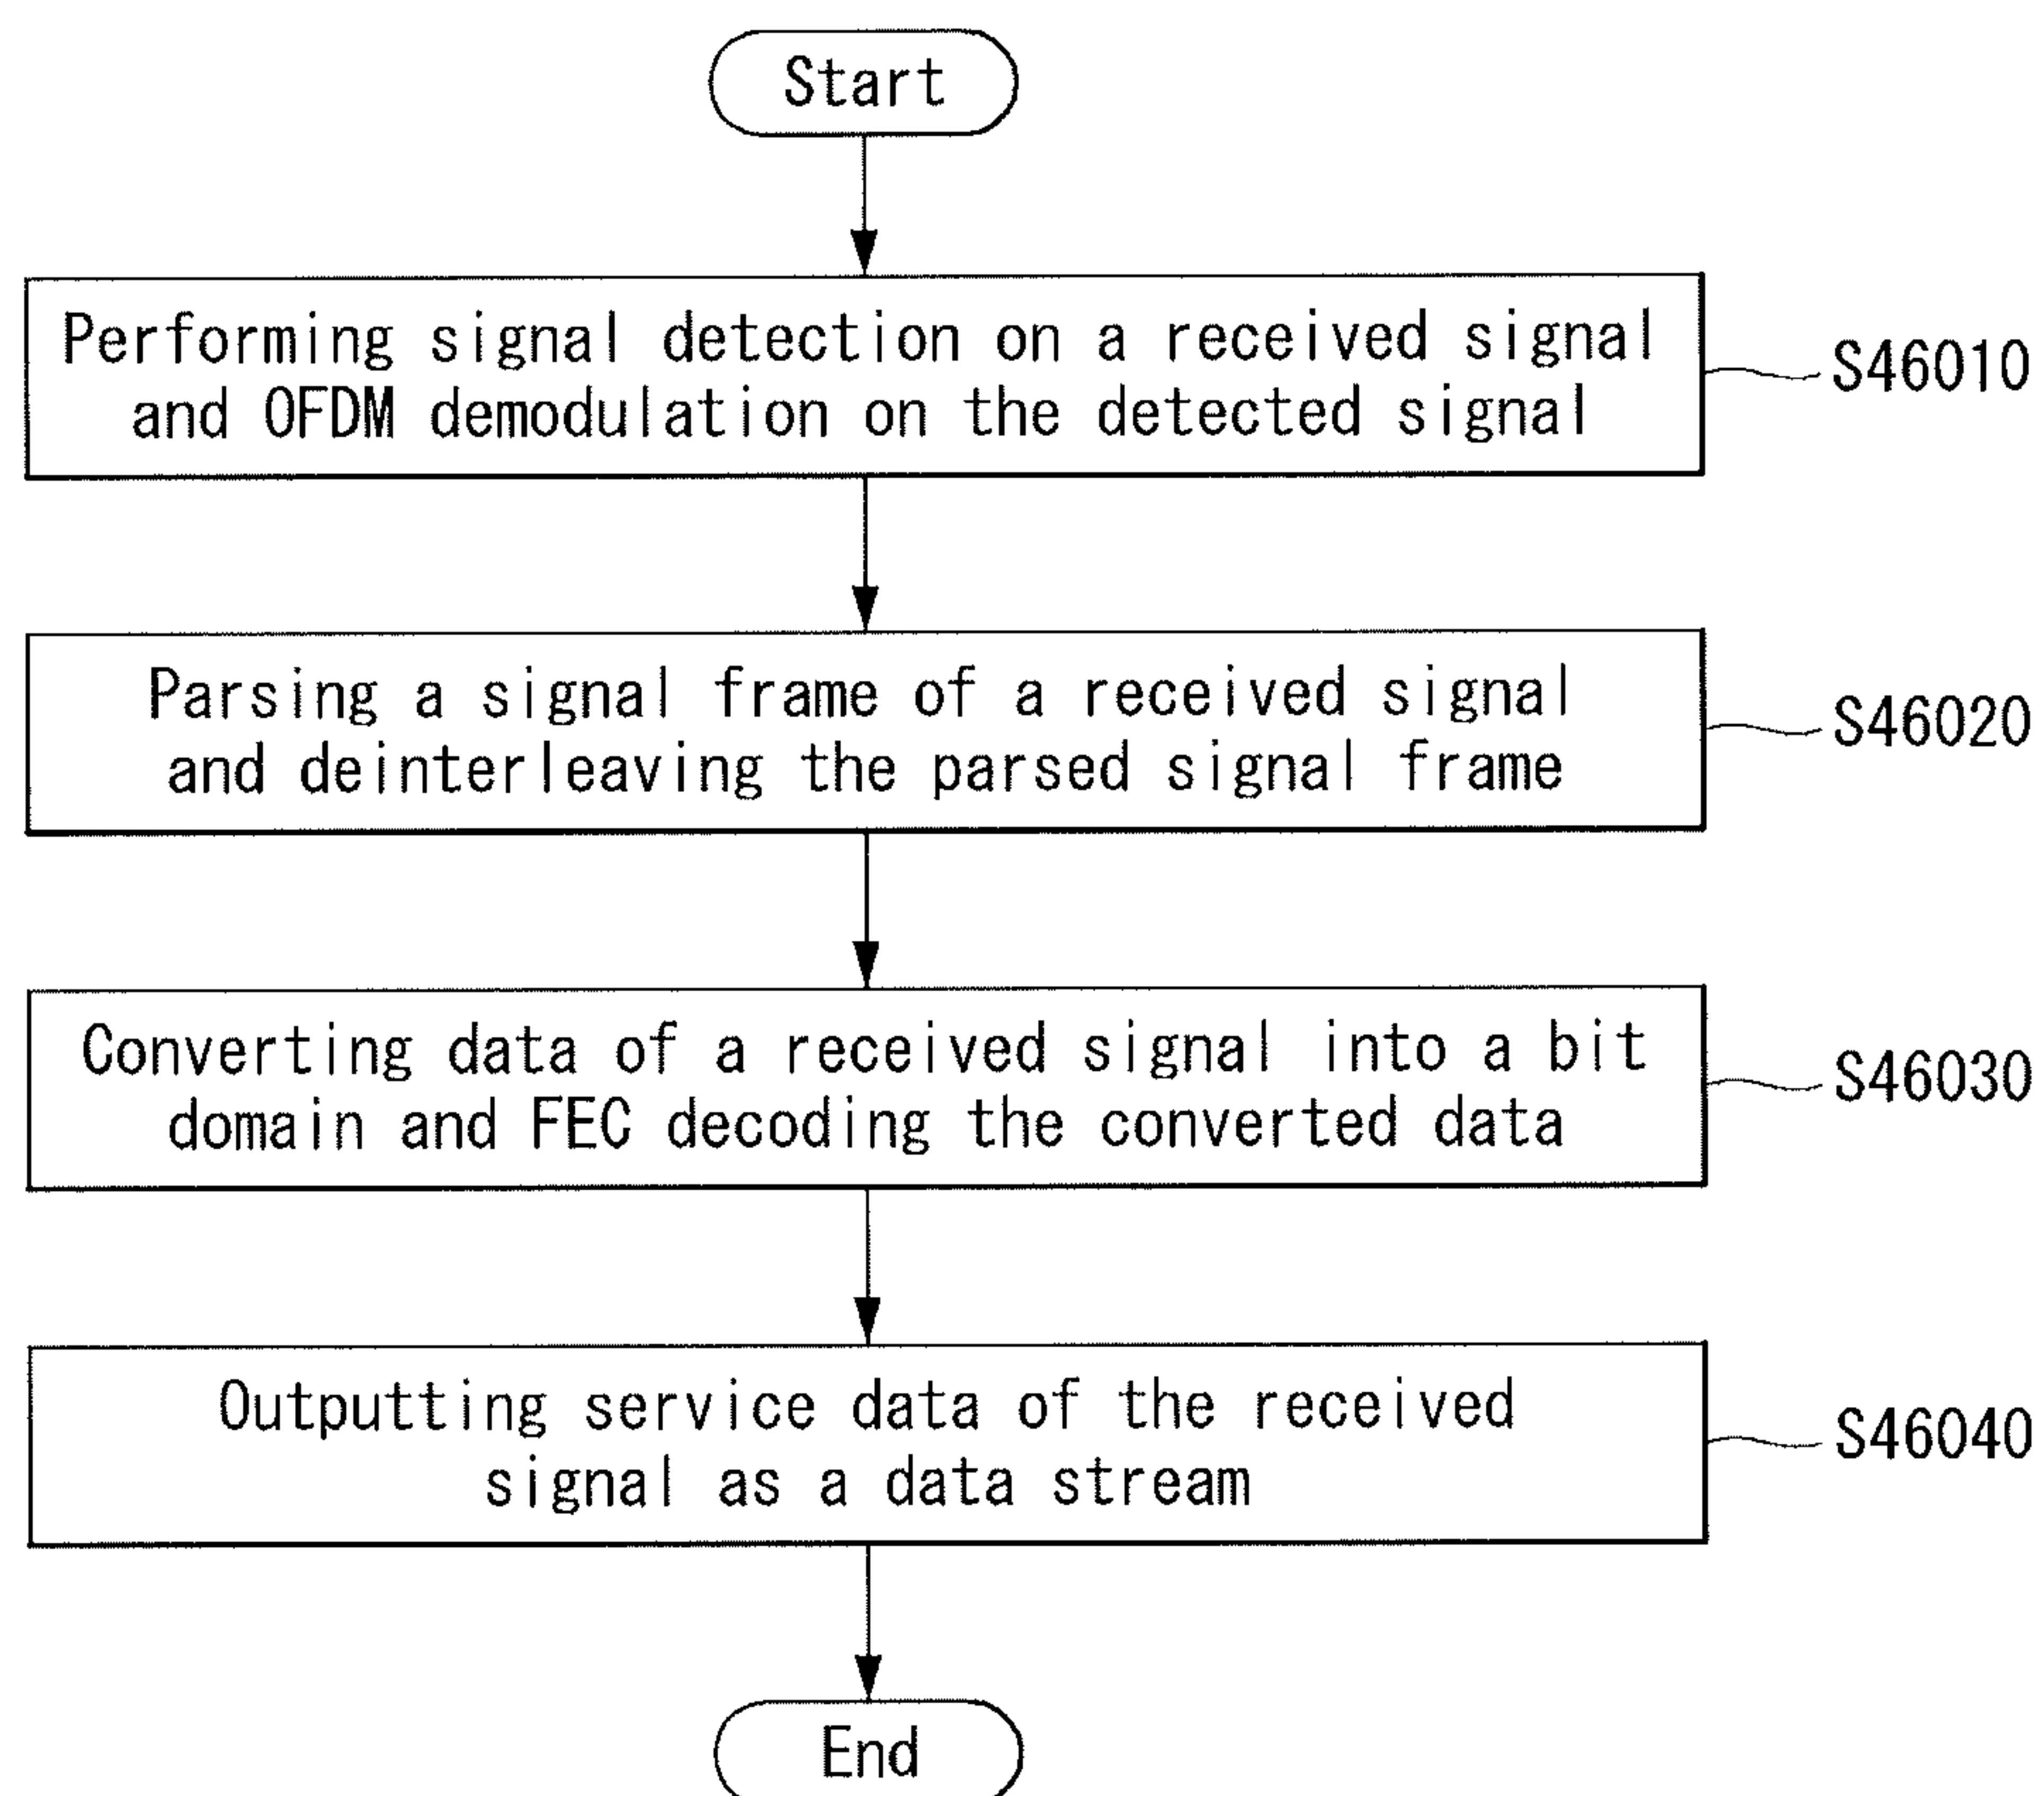 Start
Performing signal detection on a received signal
and OFDM demodulation on the detected signal
S46010
Parsing a signal frame of a received signal
and deinterleaving the parsed signal frame
S46020
Converting data of a received signal into a bit
domain and FEC decoding the converted data
S46030
Outputting service data of the received
signal as a data stream
S46040
End